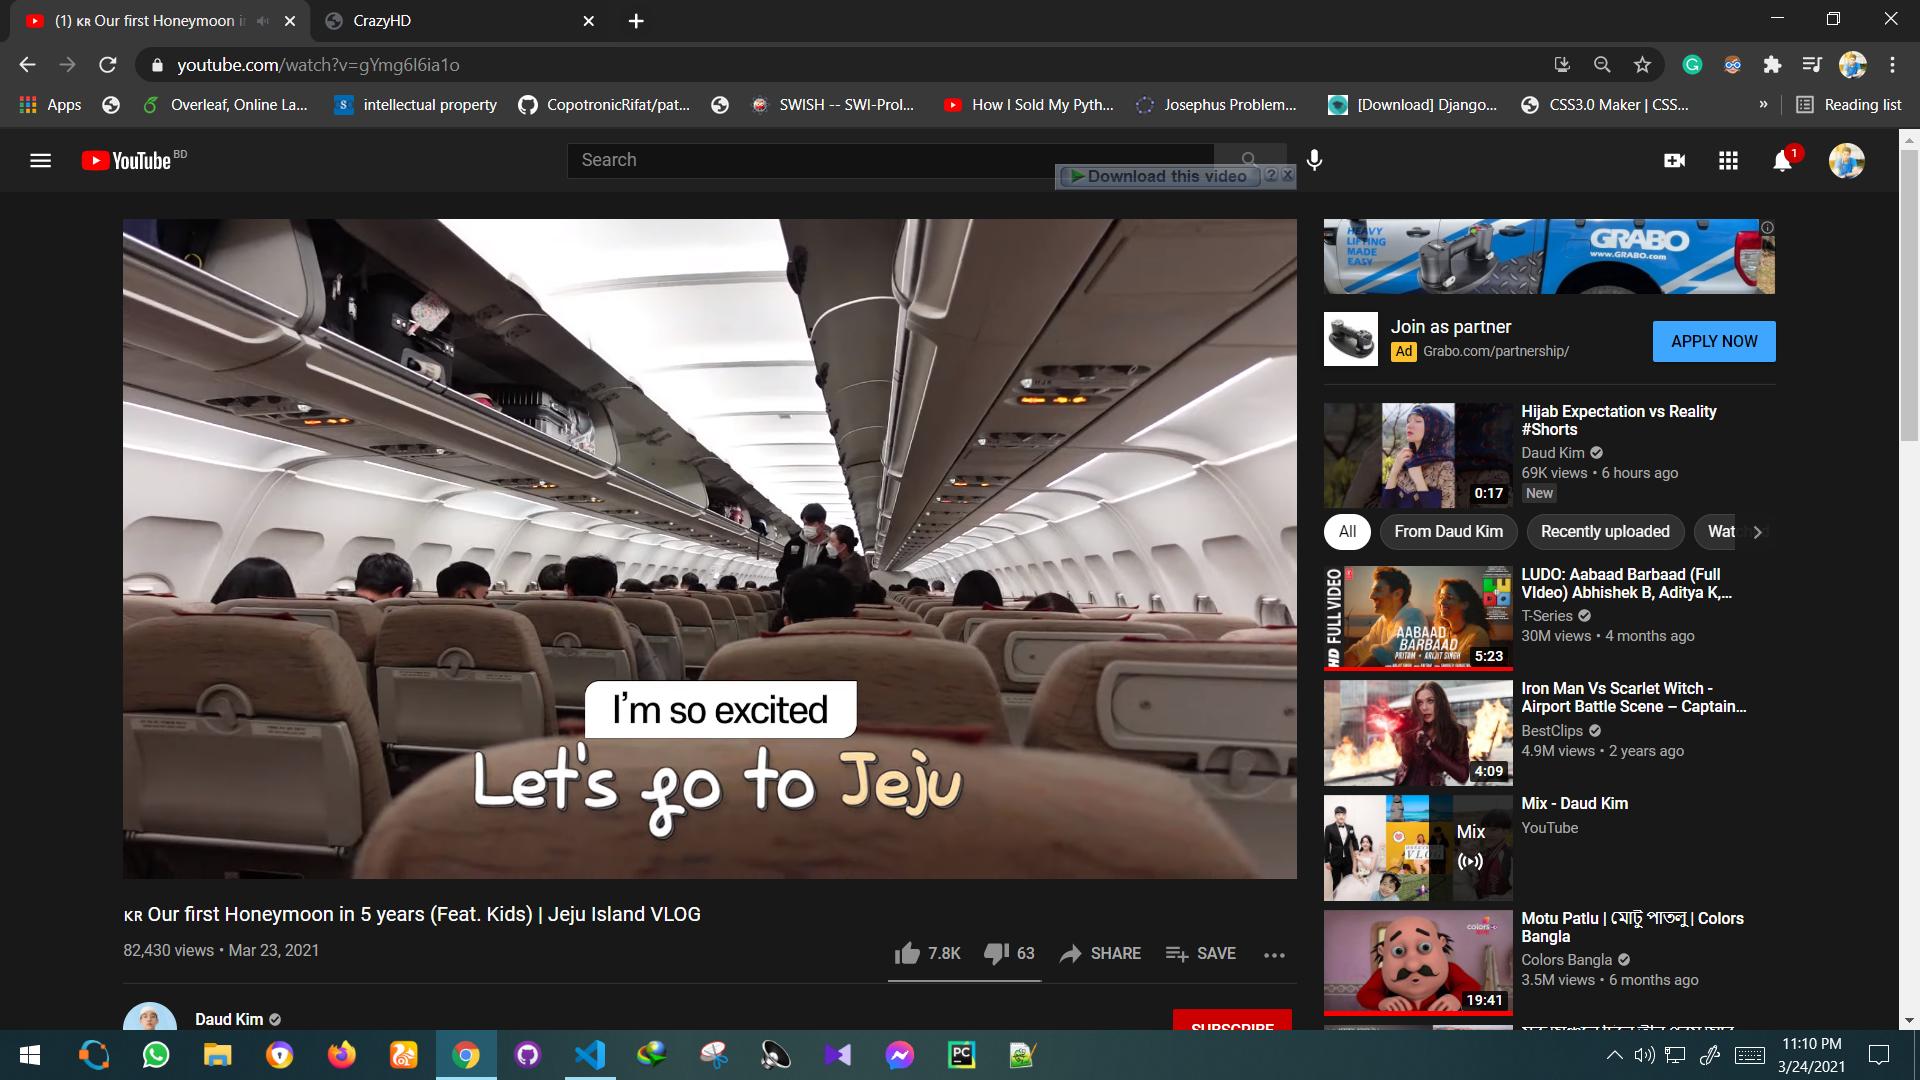 (1) ĸʀ Our first Honeymoon i
CrazyHD
youtube.com/watch?v=gYmg6I6ia1o
Apps
Overleaf, Online La...
intellectual property
CopotronicRifat/pat...
SWISH -- SWI-Prol...
How I Sold My Pyth...
Josephus Problem...
[Download] Django...
CSS3.0 Maker | CSS...
»
Reading list
YouTube BD
Search
Download this video
1
I'm so excited
Let's go to Jeju
ĸʀ Our first Honeymoon in 5 years (Feat. Kids) | Jeju Island VLOG
82,430 views • Mar 23, 2021
7.8K
63
SHARE
SAVE
Daud Kim
SUBSCRIBE
HEAVY
LIFTING
MADE
EASY
GRABO
www.GRABO.com
Join as partner
Ad Grabo.com/partnership/
APPLY NOW
Hijab Expectation vs Reality
#Shorts
Daud Kim
69K views • 6 hours ago
New
0:17
All
From Daud Kim
Recently uploaded
HD FULL VIDEO
AABAAD
BARBAAD
PRITAM • ARIJIT SINGH
5:23
LUDO: Aabaad Barbaad (Full
VIdeo) Abhishek B, Aditya K,...
T-Series
30M views • 4 months ago
4:09
Iron Man Vs Scarlet Witch -
Airport Battle Scene – Captain...
BestClips
4.9M views • 2 years ago
Mix
Mix - Daud Kim
YouTube
colors
19:41
Motu Patlu | মোটু পাতলু | Colors
Bangla
Colors Bangla
3.5M views • 6 months ago
11:10 PM
3/24/2021